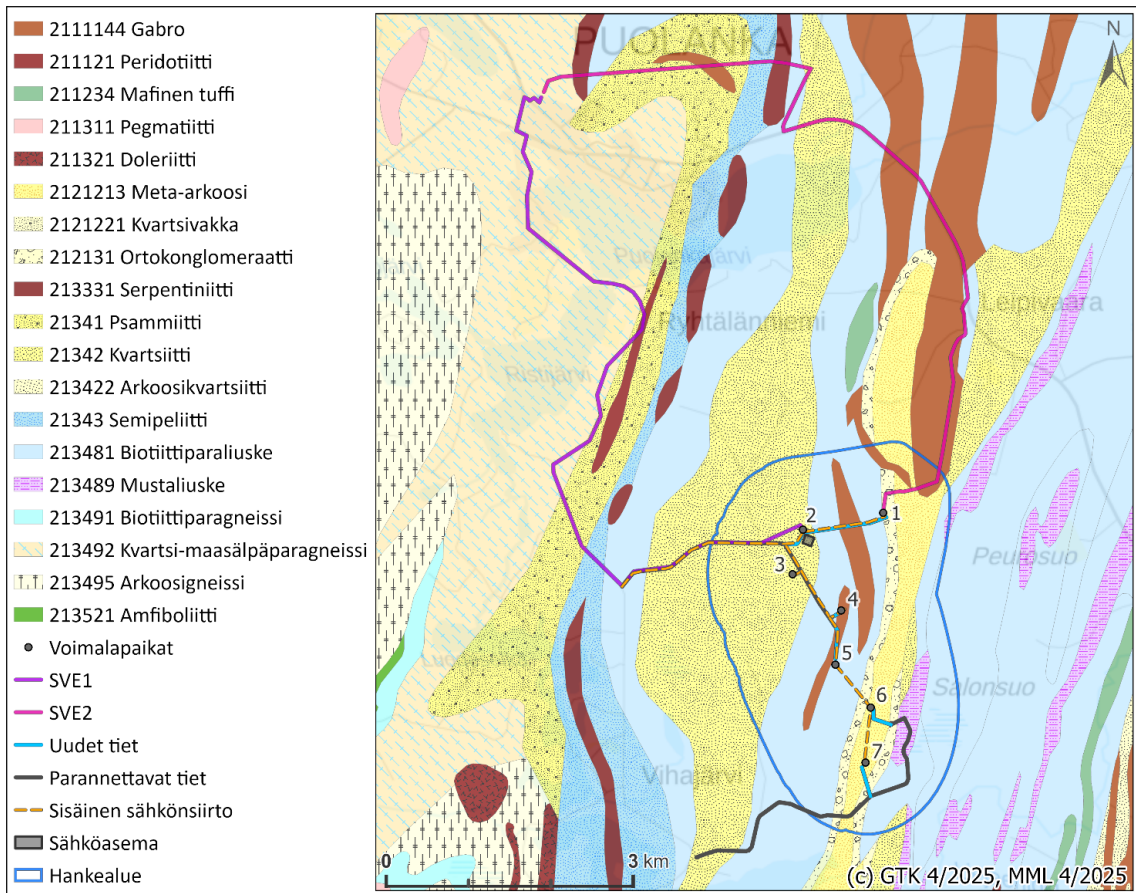 2111144 Gabro
211121 Peridotiitti
211234 Mafinen tuffi
211311 Pegmatiitti
211321 Doleriitti
2121213 Meta-arkoosi
2121221 Kvartsivakka
212131 Ortokonglomeraatti
213331 Serpentiniitti
21341 Psammiitti
21342 Kvartsiitti
213422 Arkoosikvartsiitti
21343 Semipeliitti
213481 Biotiittiparaliuske
213489 Mustaliuske
213491 Biotiittiparagneissi
213492 Kvartsi-maasälpäparagneissi
213495 Arkoosigneissi
213521 Amfiboliitti
Voimalapaikat
SVE1
SVE2
Uudet tiet
Parannettavat tiet
Sisäinen sähkönsiirto
Sähköasema
Hankealue
PUOLANKA
N
Leipivaara
Ryhtälänniemi
1
2
3
4
5
6
7
Peurosuo
Salonsuo
Vihajärvi
0 3 km
(c) GTK 4/2025, MML 4/2025